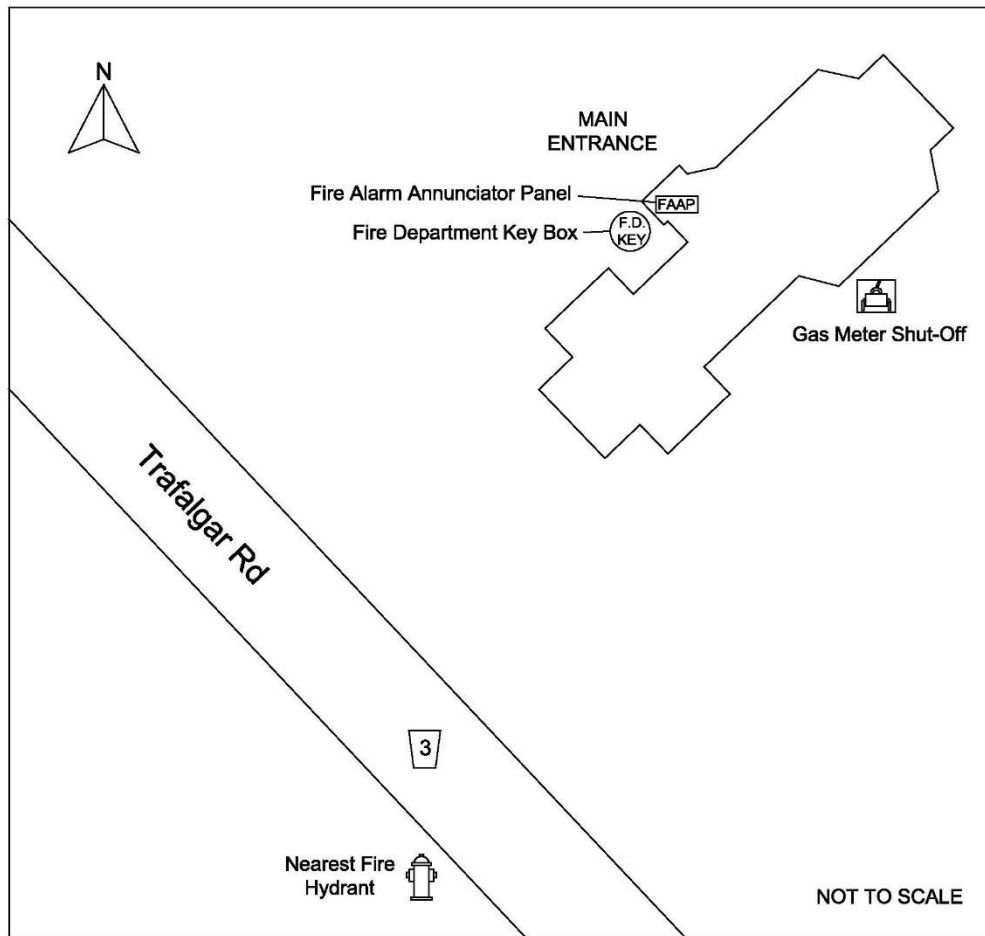 N
MAIN
ENTRANCE
Fire Alarm Annunciator Panel
FAAP
Fire Department Key Box
F.D.
KEY
Gas Meter Shut-Off
Trafalgar Rd
3
Nearest Fire
Hydrant
NOT TO SCALE